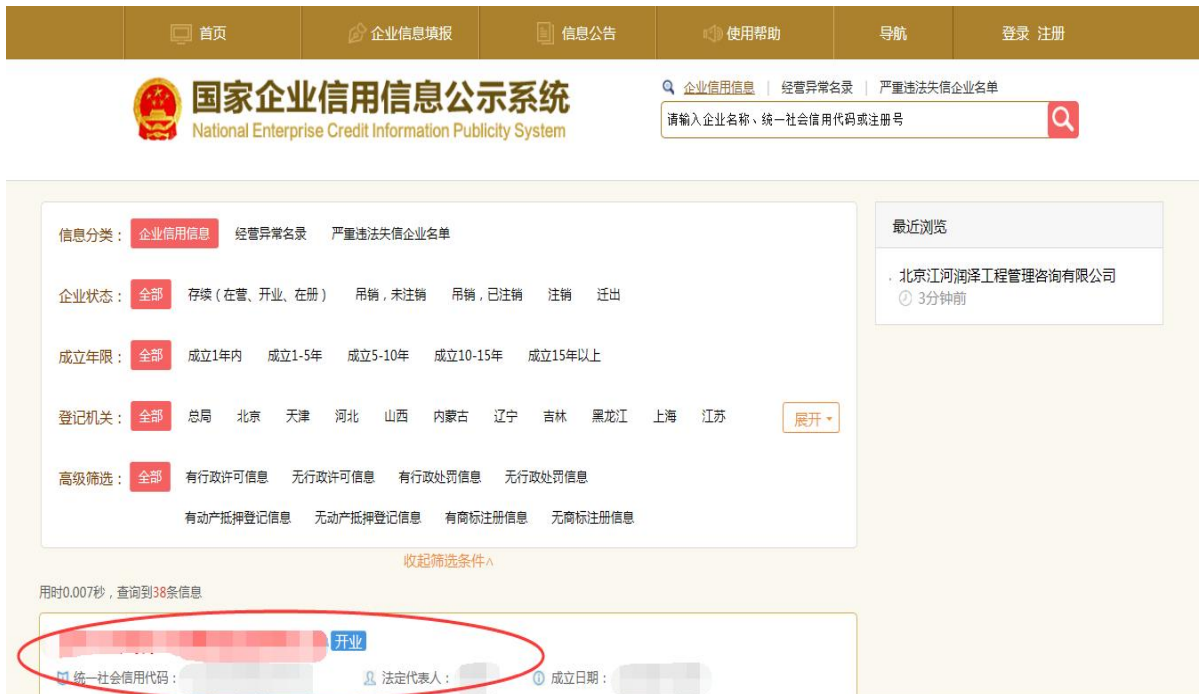 首页 企业信息填报 信息公告 使用帮助 导航 登录 注册
国家企业信用信息公示系统
National Enterprise Credit Information Publicity System
企业信用信息 | 经营异常名录 | 严重违法失信企业名单
请输入企业名称、统一社会信用代码或注册号
信息分类： 企业信用信息 经营异常名录 严重违法失信企业名单
企业状态： 全部 存续（在营、开业、在册） 吊销，未注销 吊销，已注销 注销 迁出
成立年限： 全部 成立1年内 成立1-5年 成立5-10年 成立10-15年 成立15年以上
登记机关： 全部 总局 北京 天津 河北 山西 内蒙古 辽宁 吉林 黑龙江 上海 江苏 展开
高级筛选： 全部 有行政许可信息 无行政许可信息 有行政处罚信息 无行政处罚信息
有动产抵押登记信息 无动产抵押登记信息 有商标注册信息 无商标注册信息
收起筛选条件
最近浏览
北京江河润泽工程管理咨询有限公司
3分钟前
用时0.007秒，查询到38条信息
开业
统一社会信用代码： 法定代表人： 成立日期：